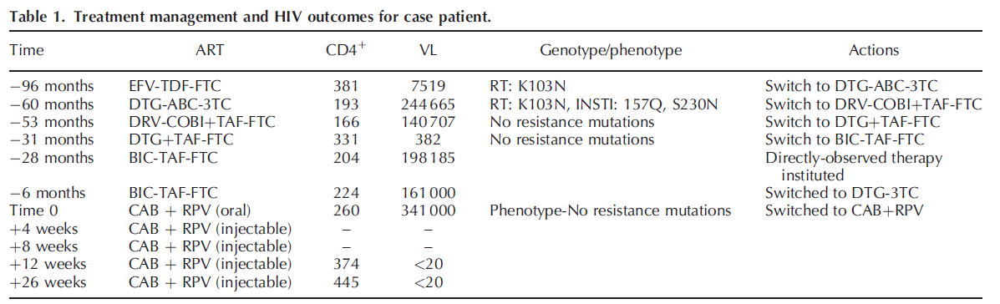 Table 1. Treatment management and HIV outcomes for case patient.
Time ART CD4+ VL Genotype/phenotype Actions
−96 months EFV-TDF-FTC 381 7519 RT: K103N Switch to DTG-ABC-3TC
−60 months DTG-ABC-3TC 193 244 665 RT: K103N, INSTI: 157Q, S230N Switch to DRV-COBI+TAF-FTC
−53 months DRV-COBI+TAF-FTC 166 140 707 No resistance mutations Switch to DTG+TAF-FTC
−31 months DTG+TAF-FTC 331 382 No resistance mutations Switch to BIC-TAF-FTC
−28 months BIC-TAF-FTC 204 198 185 Directly-observed therapy
instituted
−6 months BIC-TAF-FTC 224 161 000 Switched to DTG-3TC
Time 0 CAB + RPV (oral) 260 341 000 Phenotype-No resistance mutations Switched to CAB+RPV
+4 weeks CAB + RPV (injectable) – –
+8 weeks CAB + RPV (injectable) – –
+12 weeks CAB + RPV (injectable) 374 <20
+26 weeks CAB + RPV (injectable) 445 <20